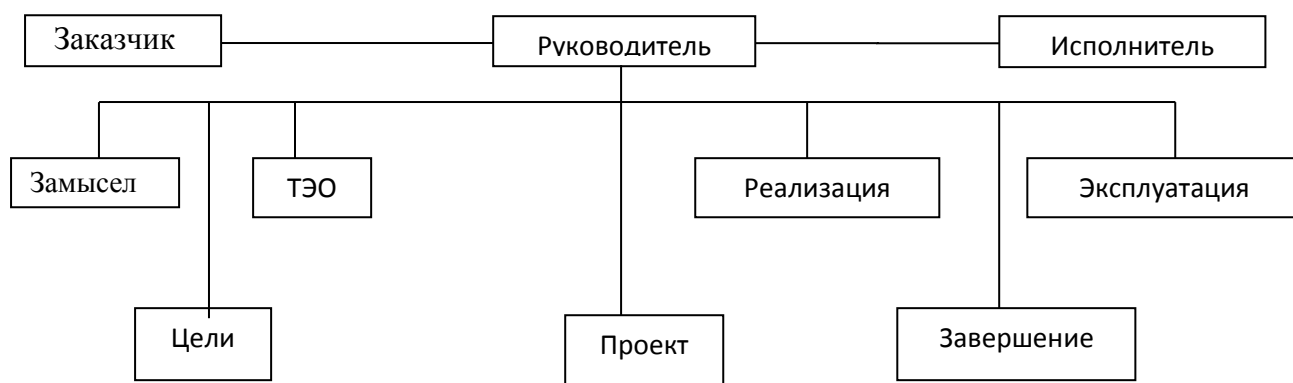 Заказчик
Руководитель
Исполнитель
Замысел
ТЭО
Реализация
Эксплуатация
Цели
Проект
Завершение